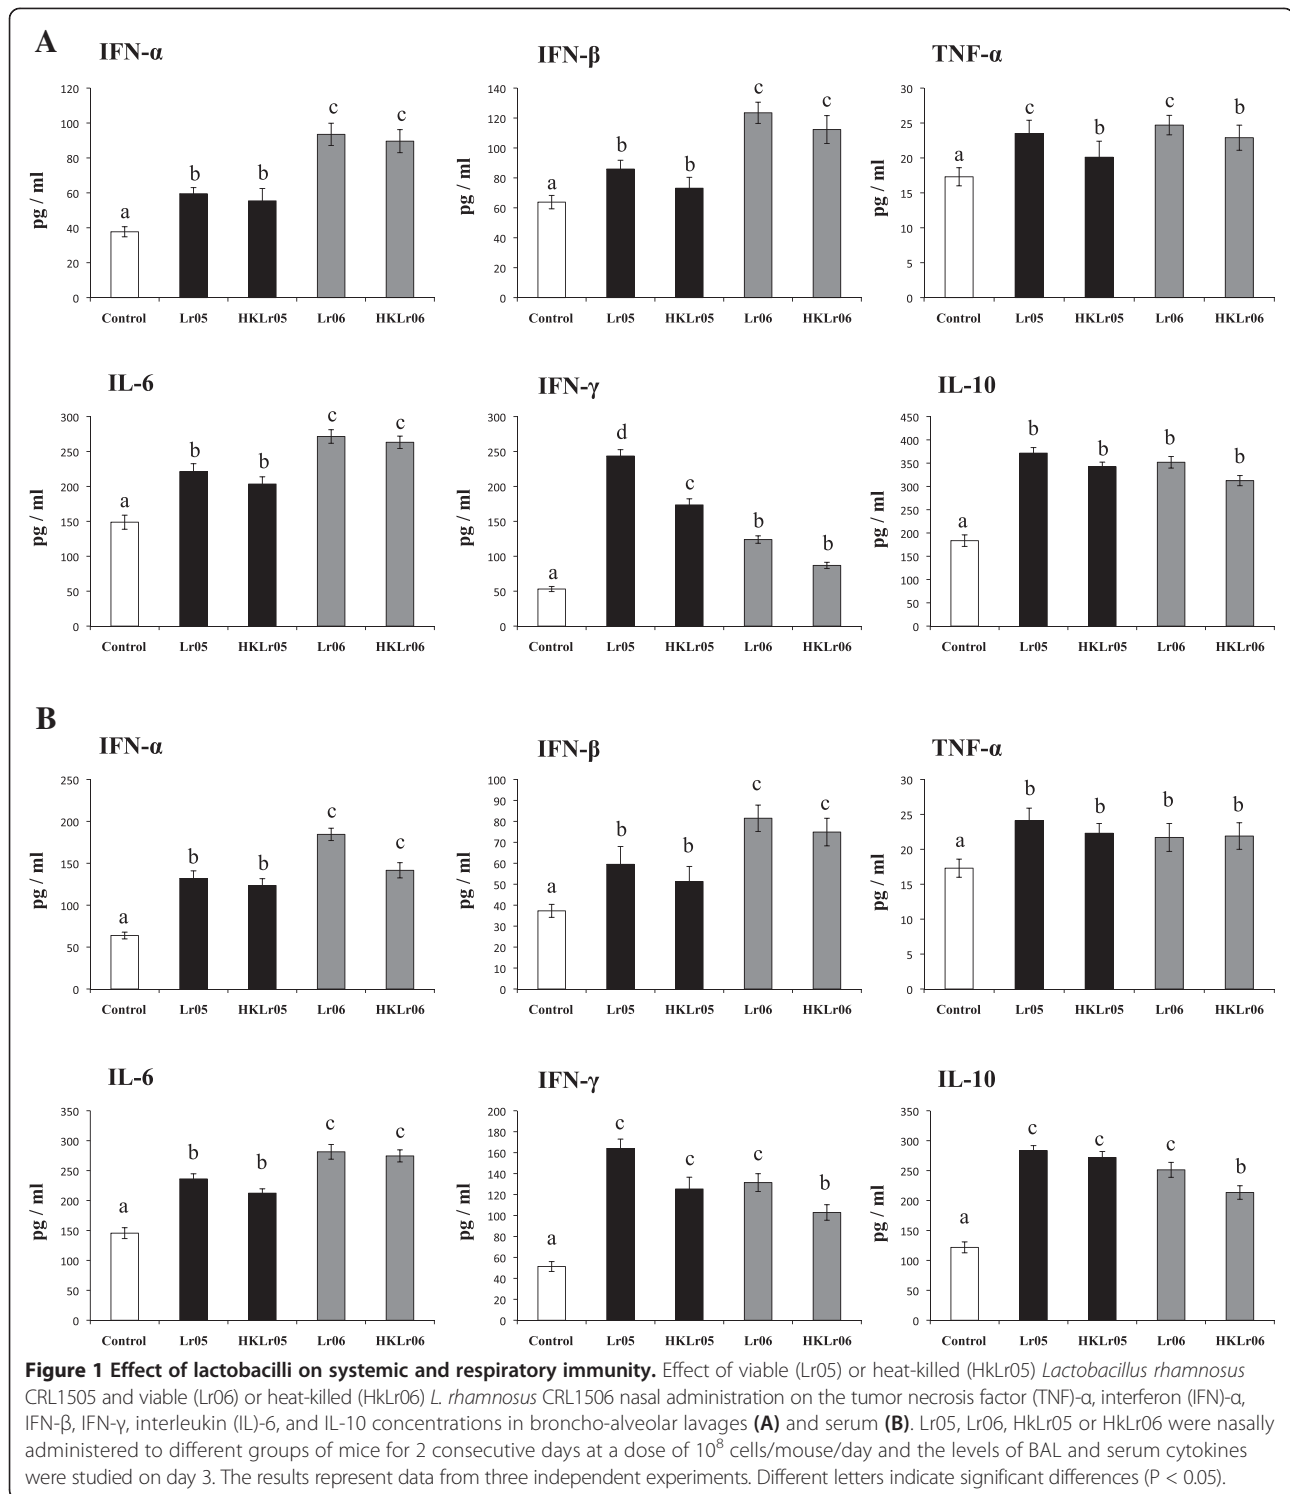 A
IFN-α
IFN-β
TNF-α
pg / ml
120
100
80
60
40
20
0
a
b
b
c
c
Control Lr05 HKLr05 Lr06 HKLr06
pg / ml
140
120
100
80
60
40
20
0
a
b
b
c
c
Control Lr05 HKLr05 Lr06 HKLr06
pg / ml
30
25
20
15
10
5
0
a
c
b
c
b
Control Lr05 HKLr05 Lr06 HKLr06
IL-6
IFN-γ
IL-10
pg / ml
300
250
200
150
100
50
0
a
b
b
c
c
Control Lr05 HKLr05 Lr06 HKLr06
pg / ml
300
250
200
150
100
50
0
a
d
c
b
b
Control Lr05 HKLr05 Lr06 HKLr06
pg / ml
450
400
350
300
200
150
400
350
300
50
0
a
b
b
b
b
Control Lr05 HKLr05 Lr06 HKLr06
B
IFN-α
IFN-β
TNF-α
pg / ml
250
200
150
100
50
0
a
b
b
c
c
Control Lr05 HKLr05 Lr06 HKLr06
pg / ml
100
90
80
70
60
50
40
30
20
10
0
a
b
b
c
c
Control Lr05 HKLr05 Lr06 HKLr06
pg / ml
30
25
20
15
10
5
0
a
b
b
b
b
Control Lr05 HKLr05 Lr06 HKLr06
IL-6
IFN-γ
IL-10
pg / ml
350
300
250
200
150
100
50
0
a
b
b
c
c
Control Lr05 HKLr05 Lr06 HKLr06
pg / ml
200
180
160
140
120
100
80
60
40
20
0
a
c
c
c
b
Control Lr05 HKLr05 Lr06 HKLr06
pg / ml
350
300
250
200
150
100
50
0
a
c
c
c
b
Control Lr05 HKLr05 Lr06 HKLr06
Figure 1 Effect of lactobacilli on systemic and respiratory immunity. Effect of viable (Lr05) or heat-killed (HkLr05) Lactobacillus rhamnosus
CRL1505 and viable (Lr06) or heat-killed (HkLr06) L. rhamnosus CRL1506 nasal administration on the tumor necrosis factor (TNF)-α, interferon (IFN)-α,
IFN-β, IFN-γ, interleukin (IL)-6, and IL-10 concentrations in broncho-alveolar lavages (A) and serum (B). Lr05, Lr06, HkLr05 or HkLr06 were nasally
administered to different groups of mice for 2 consecutive days at a dose of 10⁸ cells/mouse/day and the levels of BAL and serum cytokines
were studied on day 3. The results represent data from three independent experiments. Different letters indicate significant differences (P < 0.05).